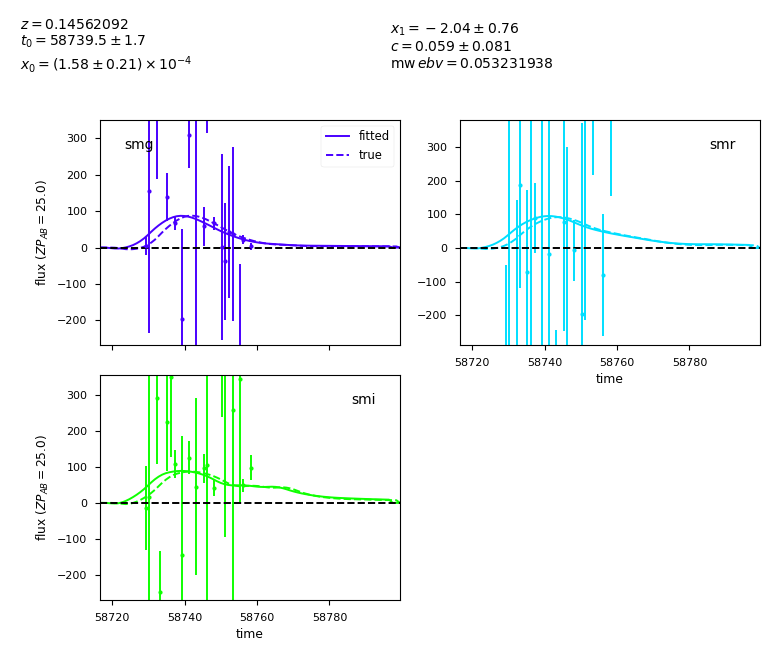 z = 0.14562092
t₀ = 58739.5 ± 1.7
x₀ = (1.58 ± 0.21) × 10⁻⁴
x₁ = −2.04 ± 0.76
c = 0.059 ± 0.081
mw ebv = 0.053231938
smg
fitted
true
300
200
100
0
−100
−200
flux (ZP_AB = 25.0)
smr
300
200
100
0
−100
−200
58720 58740 58760 58780
time
smi
300
200
100
0
−100
−200
flux (ZP_AB = 25.0)
58720 58740 58760 58780
time